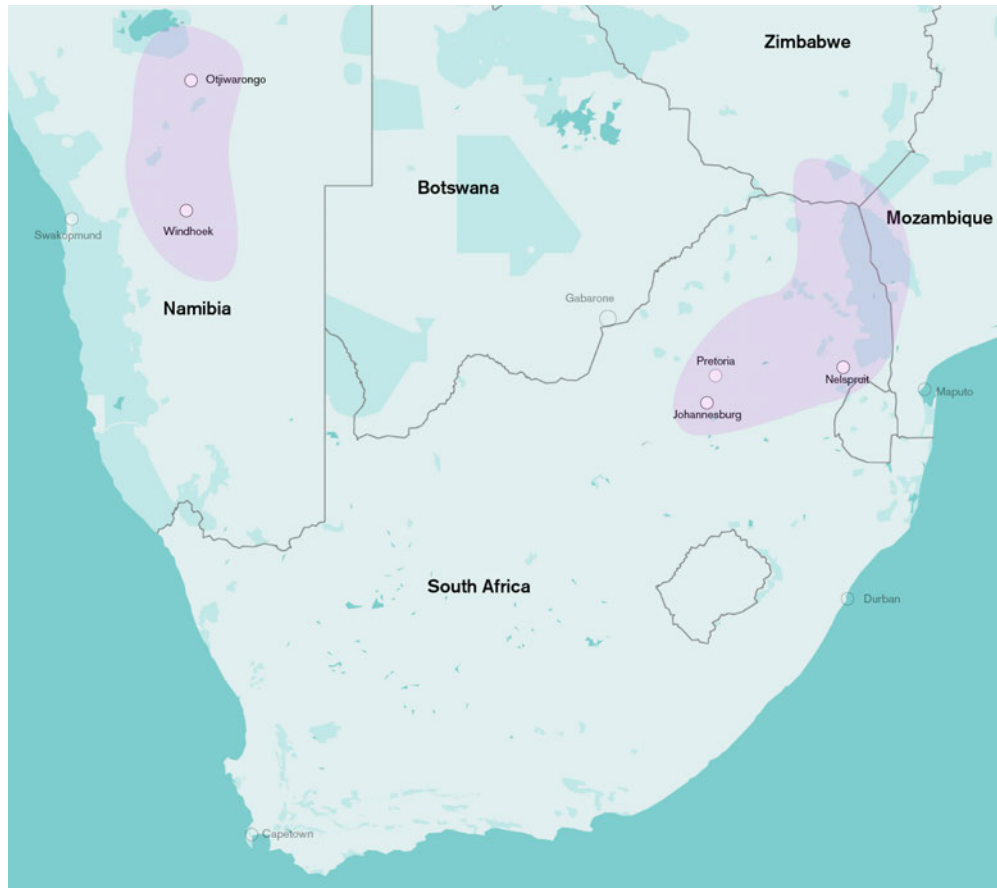 Zimbabwe
Otjiwarongo
Botswana
Mozambique
Windhoek
Swakopmund
Namibia
Gabarone
Pretoria
Nelspruit
Maputo
Johannesburg
South Africa
Durban
Capetown